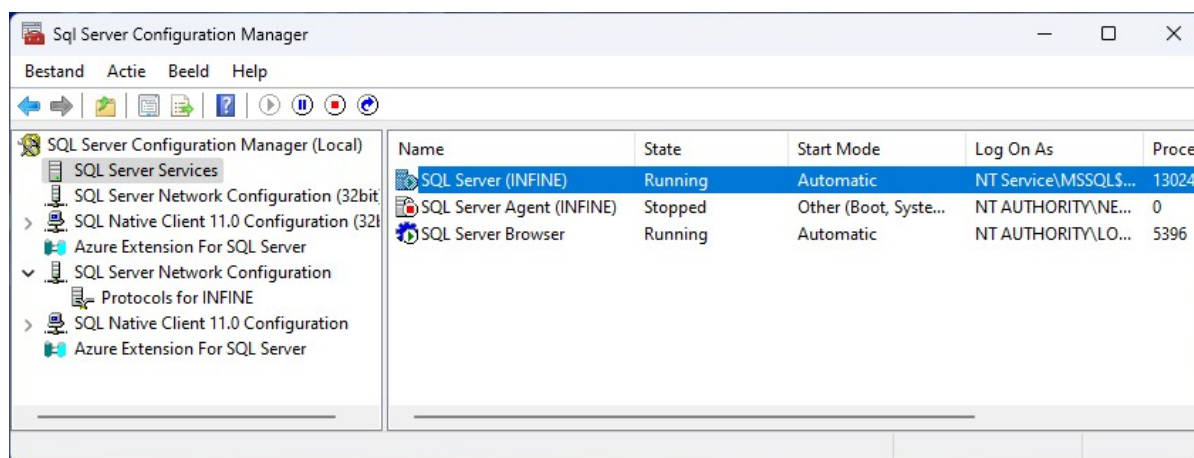 Sql Server Configuration Manager
Bestand Actie Beeld Help
SQL Server Configuration Manager (Local)
SQL Server Services
SQL Server Network Configuration (32bit
SQL Native Client 11.0 Configuration (32
Azure Extension For SQL Server
SQL Server Network Configuration
Protocols for INFINE
SQL Native Client 11.0 Configuration
Azure Extension For SQL Server
Name State Start Mode Log On As Proce
SQL Server (INFINE) Running Automatic NT Service\MSSQL$... 13024
SQL Server Agent (INFINE) Stopped Other (Boot, Syste... NT AUTHORITY\NE... 0
SQL Server Browser Running Automatic NT AUTHORITY\LO... 5396